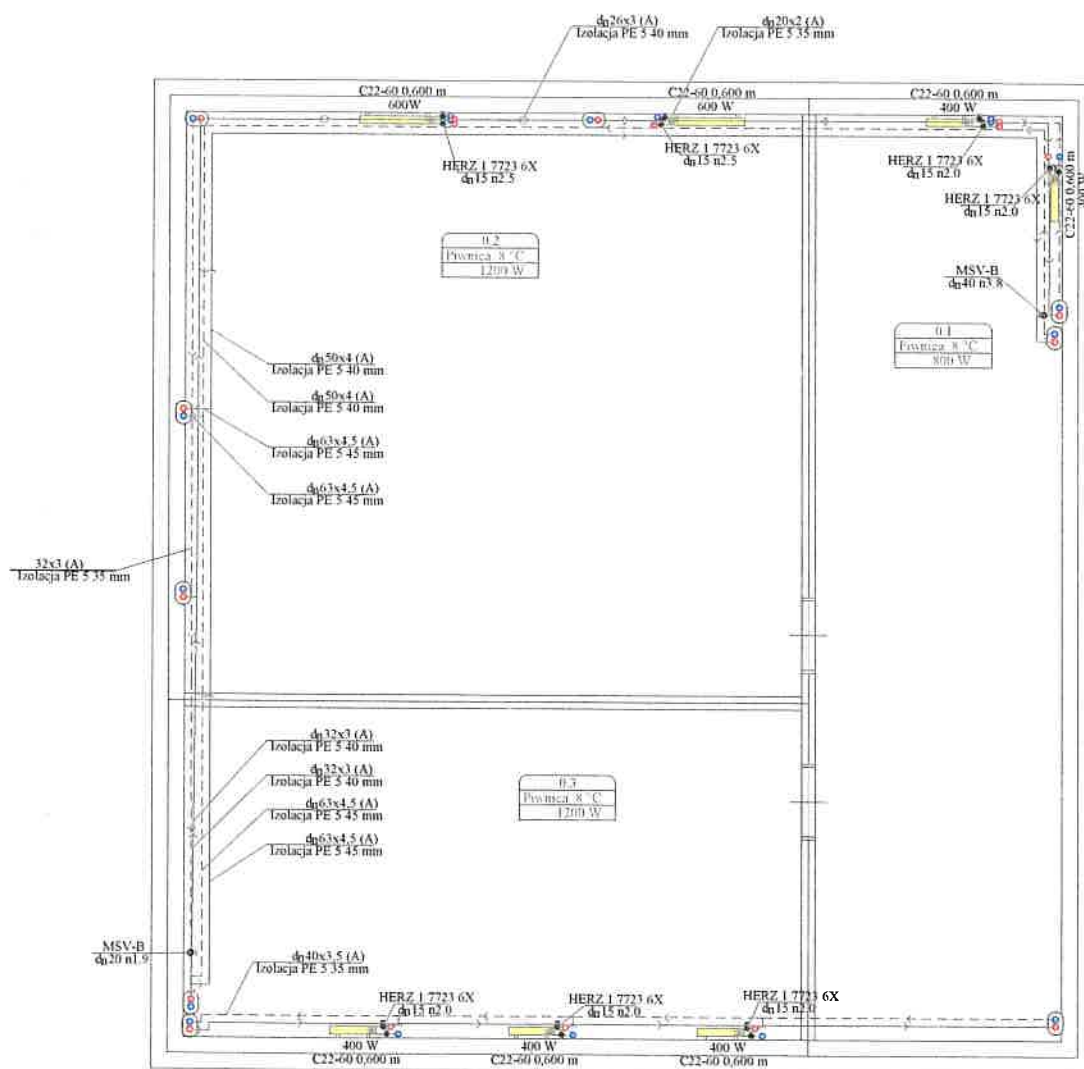 dn26x3 (A)
Izolacja PE 5 40 mm
dn20x2 (A)
Izolacja PE 5 35 mm
C22-60 0,600 m
600W
C22-60 0,600 m
600 W
C22-60 0,600 m
400 W
HERZ 1 7723 6X
dn15 n2.5
HERZ 1 7723 6X
dn15 n2.5
HERZ 1 7723 6X
dn15 n2.0
HERZ 1 7723 6X
dn15 n2.0
C22-60 0,600 m
400 W
0.2
Piwnica 8 °C
1200 W
MSV-B
dn40 n3.8
0.1
Piwnica 8 °C
800 W
dn50x4 (A)
Izolacja PE 5 40 mm
dn50x4 (A)
Izolacja PE 5 40 mm
dn63x4,5 (A)
Izolacja PE 5 45 mm
dn63x4,5 (A)
Izolacja PE 5 45 mm
32x3 (A)
Izolacja PE 5 35 mm
dn32x3 (A)
Izolacja PE 5 40 mm
dn32x3 (A)
Izolacja PE 5 40 mm
dn63x4,5 (A)
Izolacja PE 5 45 mm
dn63x4,5 (A)
Izolacja PE 5 45 mm
0.3
Piwnica 8 °C
1200 W
MSV-B
dn20 n1.9
dn40x3,5 (A)
Izolacja PE 5 35 mm
HERZ 1 7723 6X
dn15 n2.0
HERZ 1 7723 6X
dn15 n2.0
HERZ 1 7723 6X
dn15 n2.0
400 W
C22-60 0,600 m
400 W
C22-60 0,600 m
400 W
C22-60 0,600 m